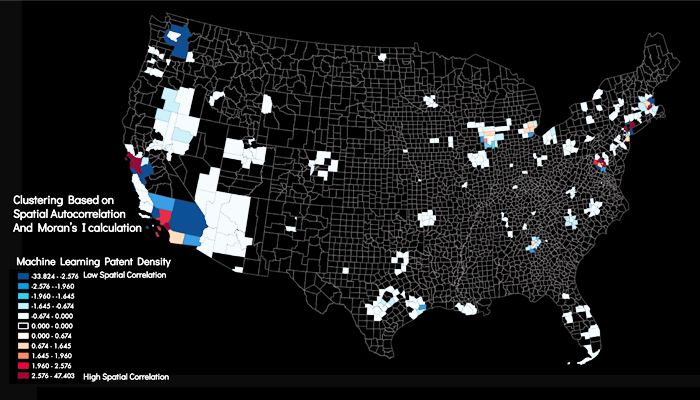 Clustering Based on
Spatial Autocorrelation
And Moran's I calculation
Machine Learning Patent Density
-33.824 - -2.576 Low Spatial Correlation
-2.576 - -1.960
-1.960 - -1.645
-1.645 - -0.674
-0.674 - 0.000
0.000 - 0.000
0.000 - 0.674
0.674 - 1.645
1.645 - 1.960
1.960 - 2.576
2.576 - 47.403 High Spatial Correlation